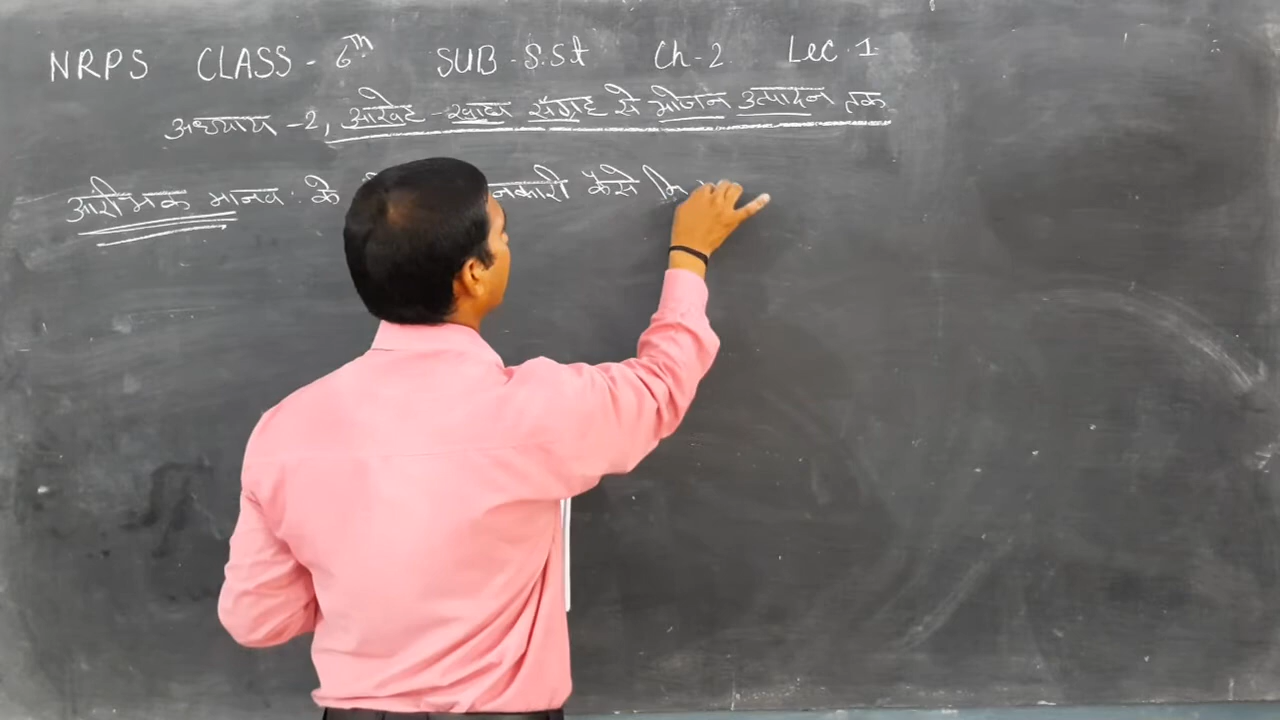 NRPS CLASS - 6th SUB - S.St Ch-2 Lec 1
अध्याय -2, आखेट -खाद्य संग्रह से भोजन उत्पादन तक
आरंभिक मानव : के नकारी कैसे मि